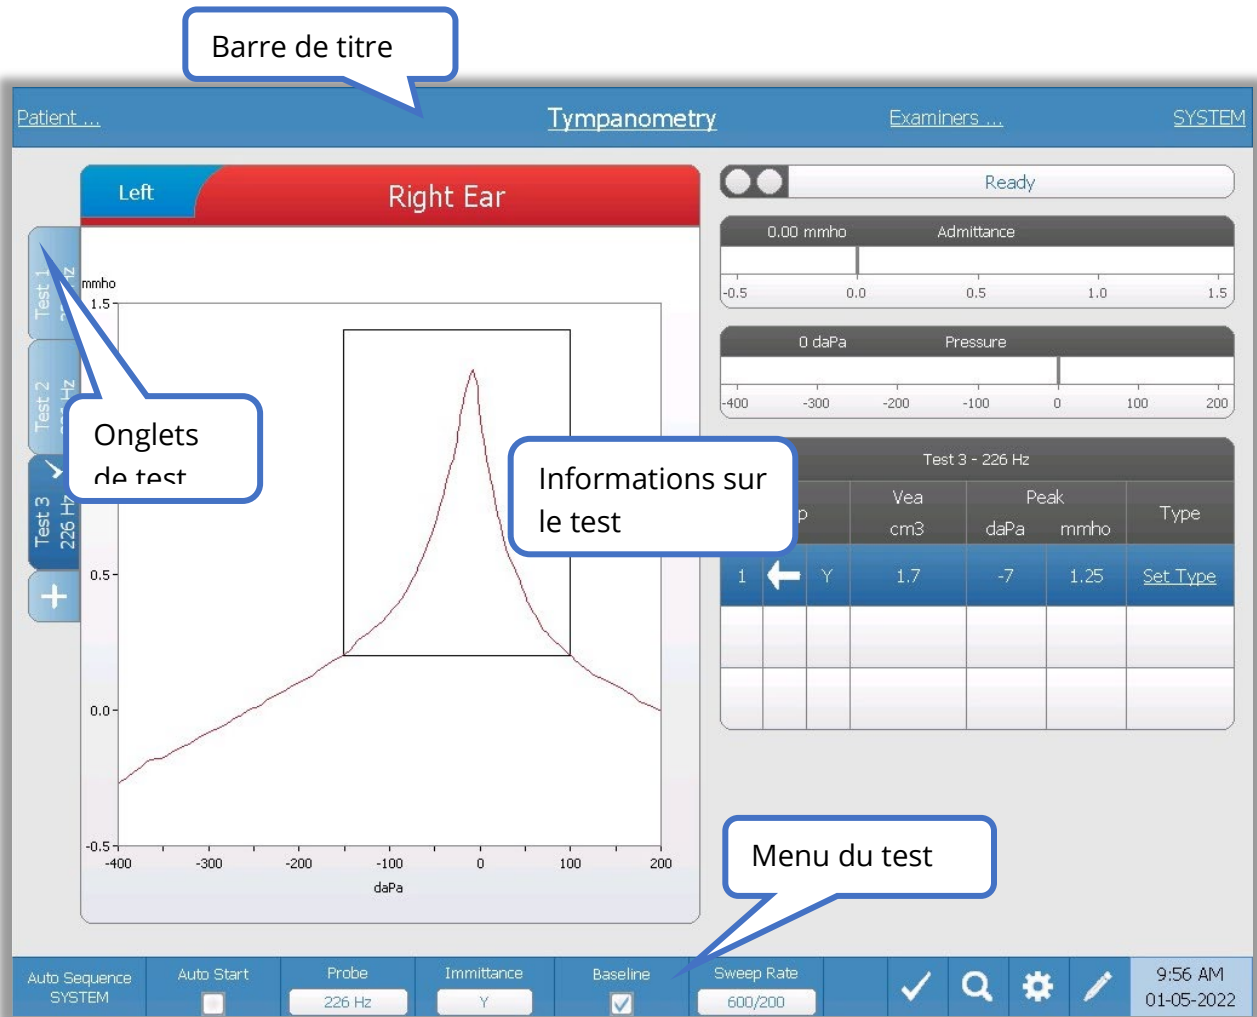 Barre de titre
Patient ...
Tympanometry
Examiners ...
SYSTEM
Left
Right Ear
Ready
0.00 mmho
Admittance
-0.5
0.0
0.5
1.0
1.5
0 daPa
Pressure
-400
-300
-200
-100
0
100
200
Test 1
Hz
Test 2
Hz
Test 3
226 Hz
+
Onglets
de test
Informations sur
le test
mmho
1.5
0.5
0.0
-0.5
-400
-300
-200
-100
0
100
200
daPa
Test 3 - 226 Hz
Vea
cm3
Peak
daPa
mmho
Type
1
Y
1.7
-7
1.25
Set Type
Menu du test
Auto Sequence
SYSTEM
Auto Start
Probe
226 Hz
Immittance
Y
Baseline
Sweep Rate
600/200
9:56 AM
01-05-2022